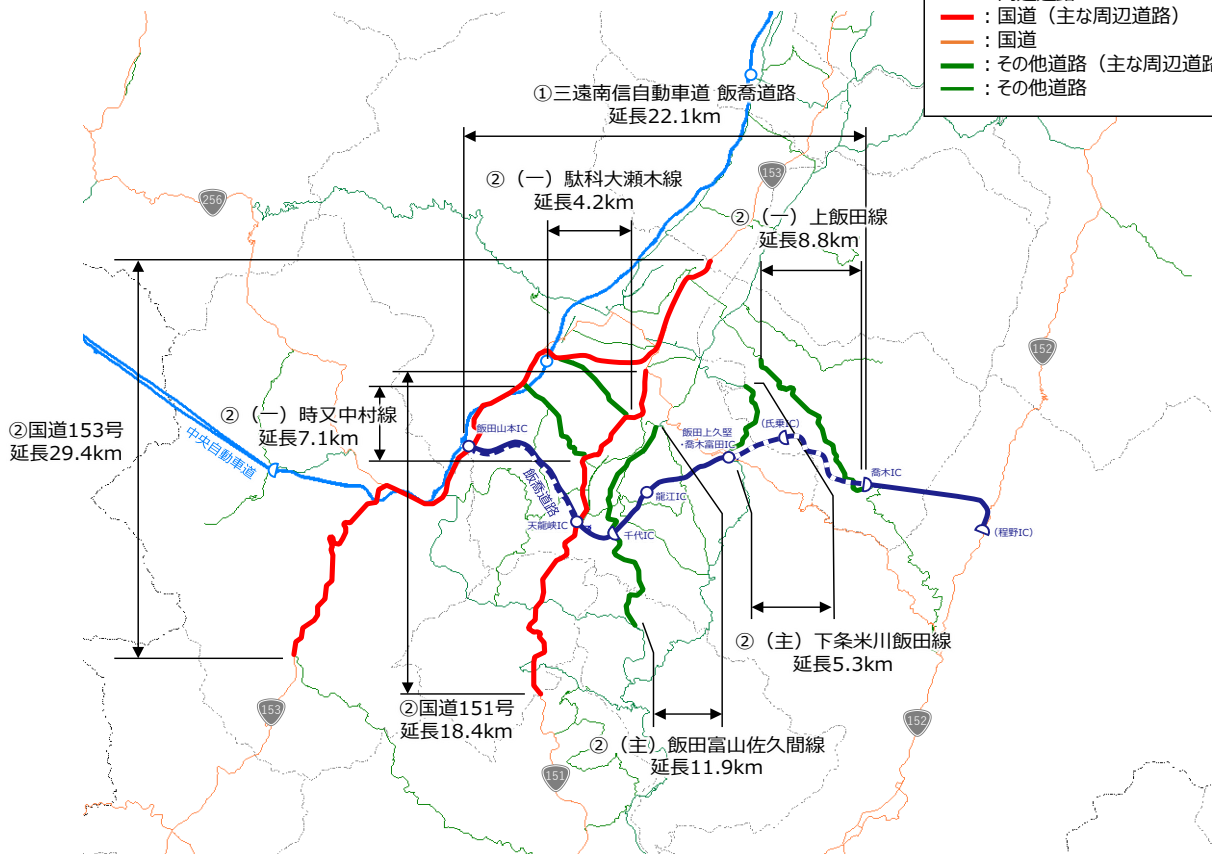 ：国道（主な周辺道路）
：国道
：その他道路（主な周辺道路
：その他道路
①三遠南信自動車道 飯喬道路
延長22.1km
②（一）駄科大瀬木線
延長4.2km
153
256
②（一）上飯田線
延長8.8km
152
②（一）時又中村線
延長7.1km
②国道153号
延長29.4km
中央自動車道
飯田山本IC
飯田上久堅
・喬木富田IC
（氏乗IC）
喬木IC
飯喬道路
龍江IC
天龍峡IC
千代IC
（程野IC）
②（主）下条米川飯田線
延長5.3km
②国道151号
延長18.4km
153
152
②（主）飯田富山佐久間線
延長11.9km
151